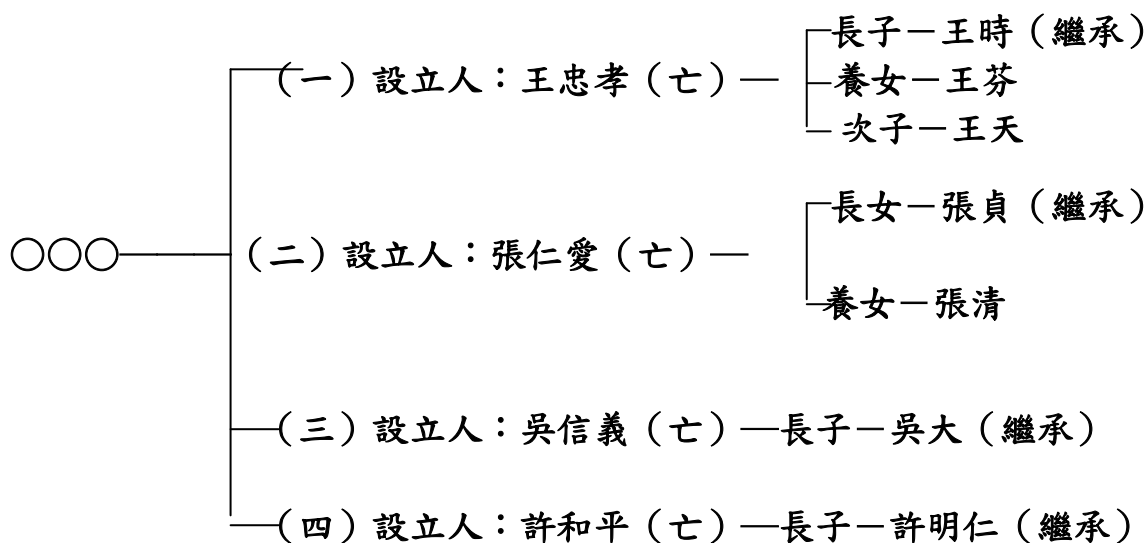 長子－王時（繼承）
（一）設立人：王忠孝（亡）
養女－王芬
次子－王天
長女－張貞（繼承）
○○○
（二）設立人：張仁愛（亡）
養女－張清
（三）設立人：吳信義（亡）
長子－吳大（繼承）
（四）設立人：許和平（亡）
長子－許明仁（繼承）